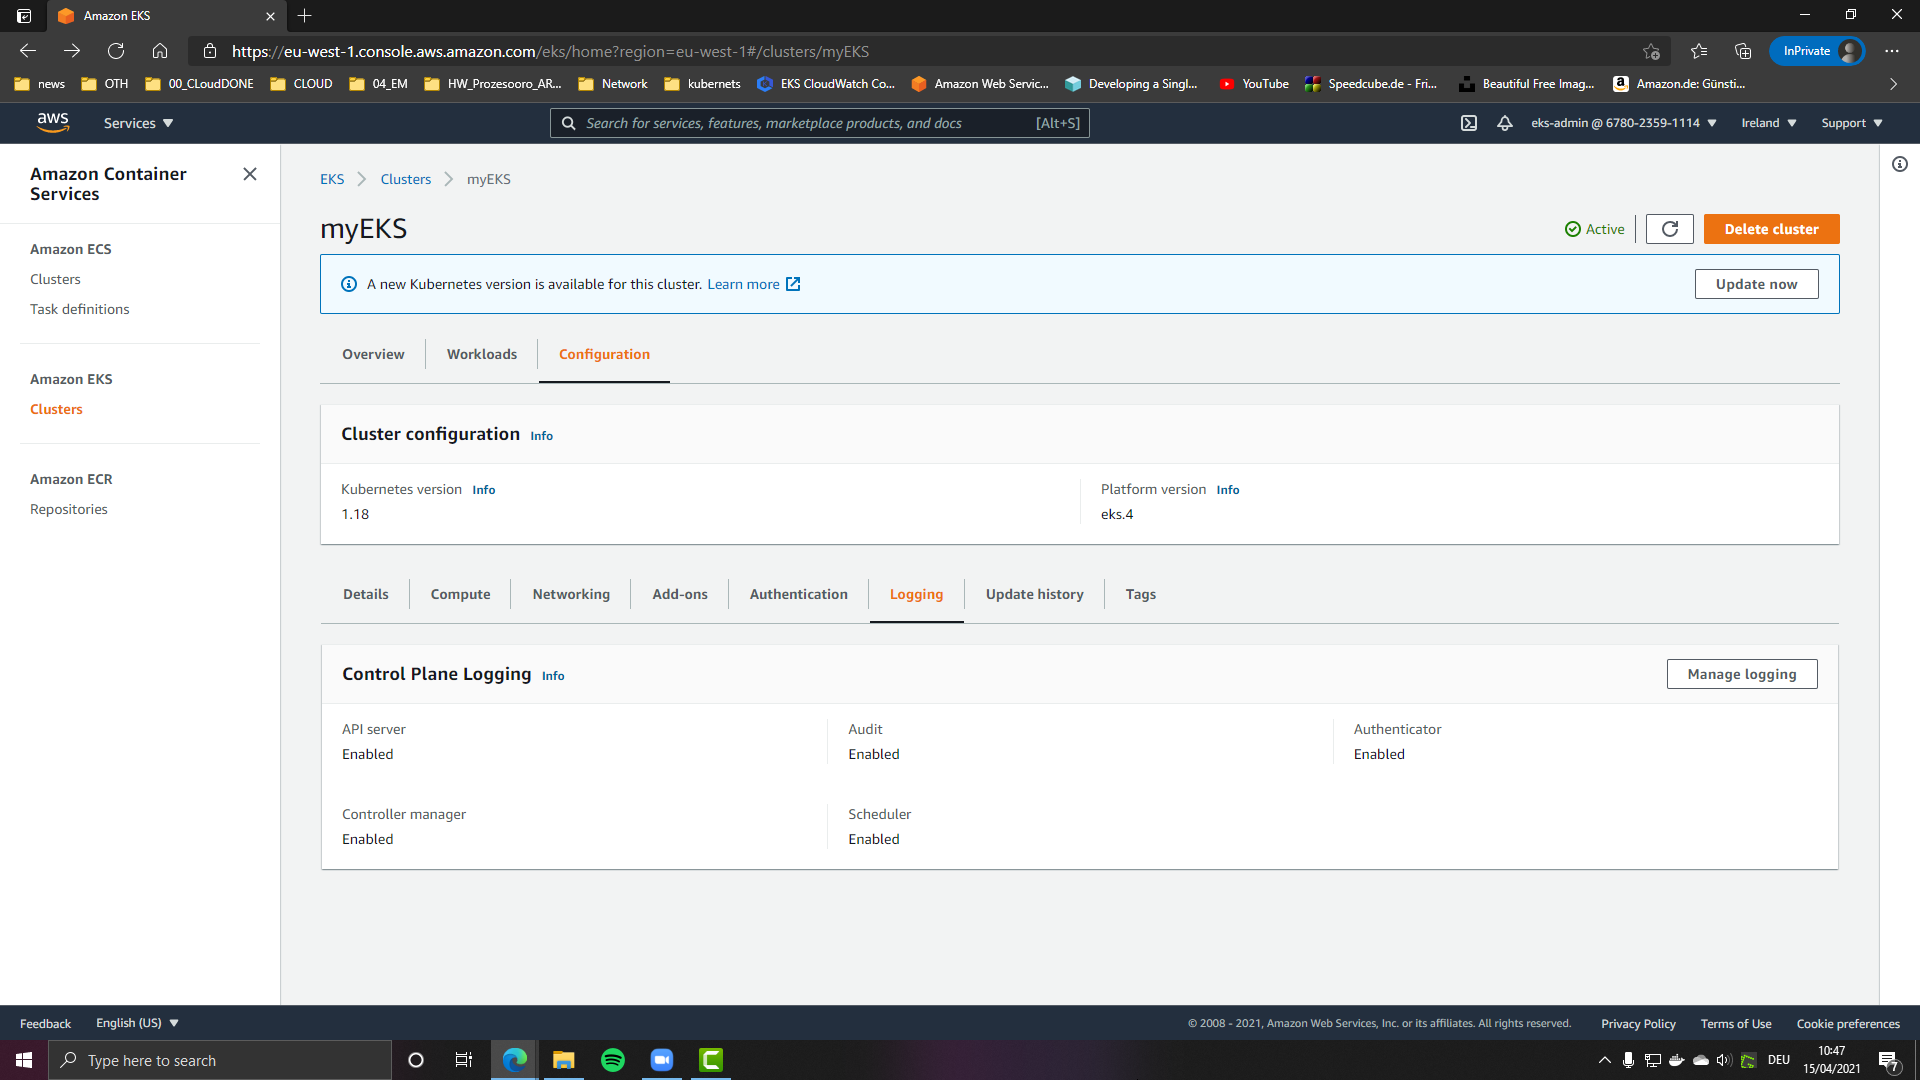 Amazon EKS
https://eu-west-1.console.aws.amazon.com/eks/home?region=eu-west-1#/clusters/myEKS
InPrivate
news
OTH
00_CLoudDONE
CLOUD
04_EM
HW_Prozesooro_AR...
Network
kubernets
EKS CloudWatch Co...
Amazon Web Servic...
Developing a Singl...
YouTube
Speedcube.de - Fri...
Beautiful Free Imag...
Amazon.de: Günsti...
aws
Services
Search for services, features, marketplace products, and docs
[Alt+S]
eks-admin @ 6780-2359-1114
Ireland
Support
Amazon Container
Services
Amazon ECS
Clusters
Task definitions
Amazon EKS
Clusters
Amazon ECR
Repositories
EKS
Clusters
myEKS
myEKS
Active
Delete cluster
A new Kubernetes version is available for this cluster. Learn more
Update now
Overview
Workloads
Configuration
Cluster configuration Info
Kubernetes version Info
1.18
Platform version Info
eks.4
Details
Compute
Networking
Add-ons
Authentication
Logging
Update history
Tags
Control Plane Logging Info
Manage logging
API server
Enabled
Audit
Enabled
Authenticator
Enabled
Controller manager
Enabled
Scheduler
Enabled
Feedback
English (US)
© 2008 - 2021, Amazon Web Services, Inc. or its affiliates. All rights reserved.
Privacy Policy
Terms of Use
Cookie preferences
Type here to search
DEU
10:47
15/04/2021
7